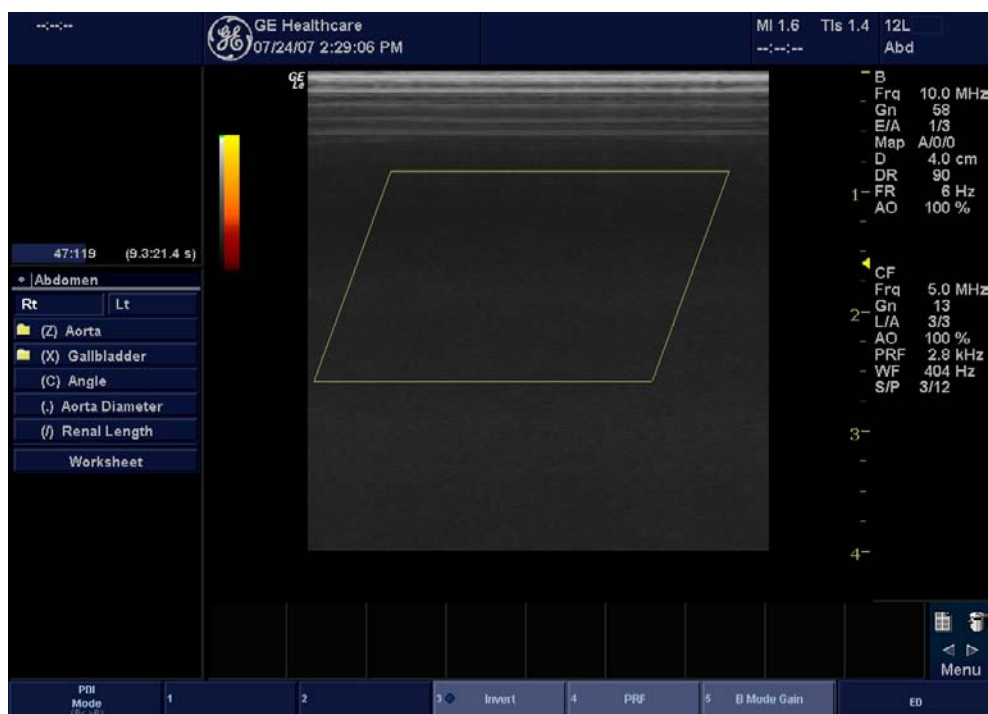 --:--:--
GE Healthcare
07/24/07 2:29:06 PM
MI 1.6 TIs 1.4
--:--:--
12L
Abd
GE
Le
B
Frq 10.0 MHz
Gn 58
E/A 1/3
Map A/0/0
D 4.0 cm
DR 90
FR 6 Hz
AO 100 %
CF
Frq 5.0 MHz
Gn 13
L/A 3/3
AO 100 %
PRF 2.8 kHz
WF 404 Hz
S/P 3/12
1
2
3
4
47:119 (9.3:21.4 s)
Abdomen
Rt Lt
(Z) Aorta
(X) Gallbladder
(C) Angle
(.) Aorta Diameter
(/) Renal Length
Worksheet
Menu
PDI
Mode
1
2
3 Invert
4 PRF
5 B Mode Gain
ED